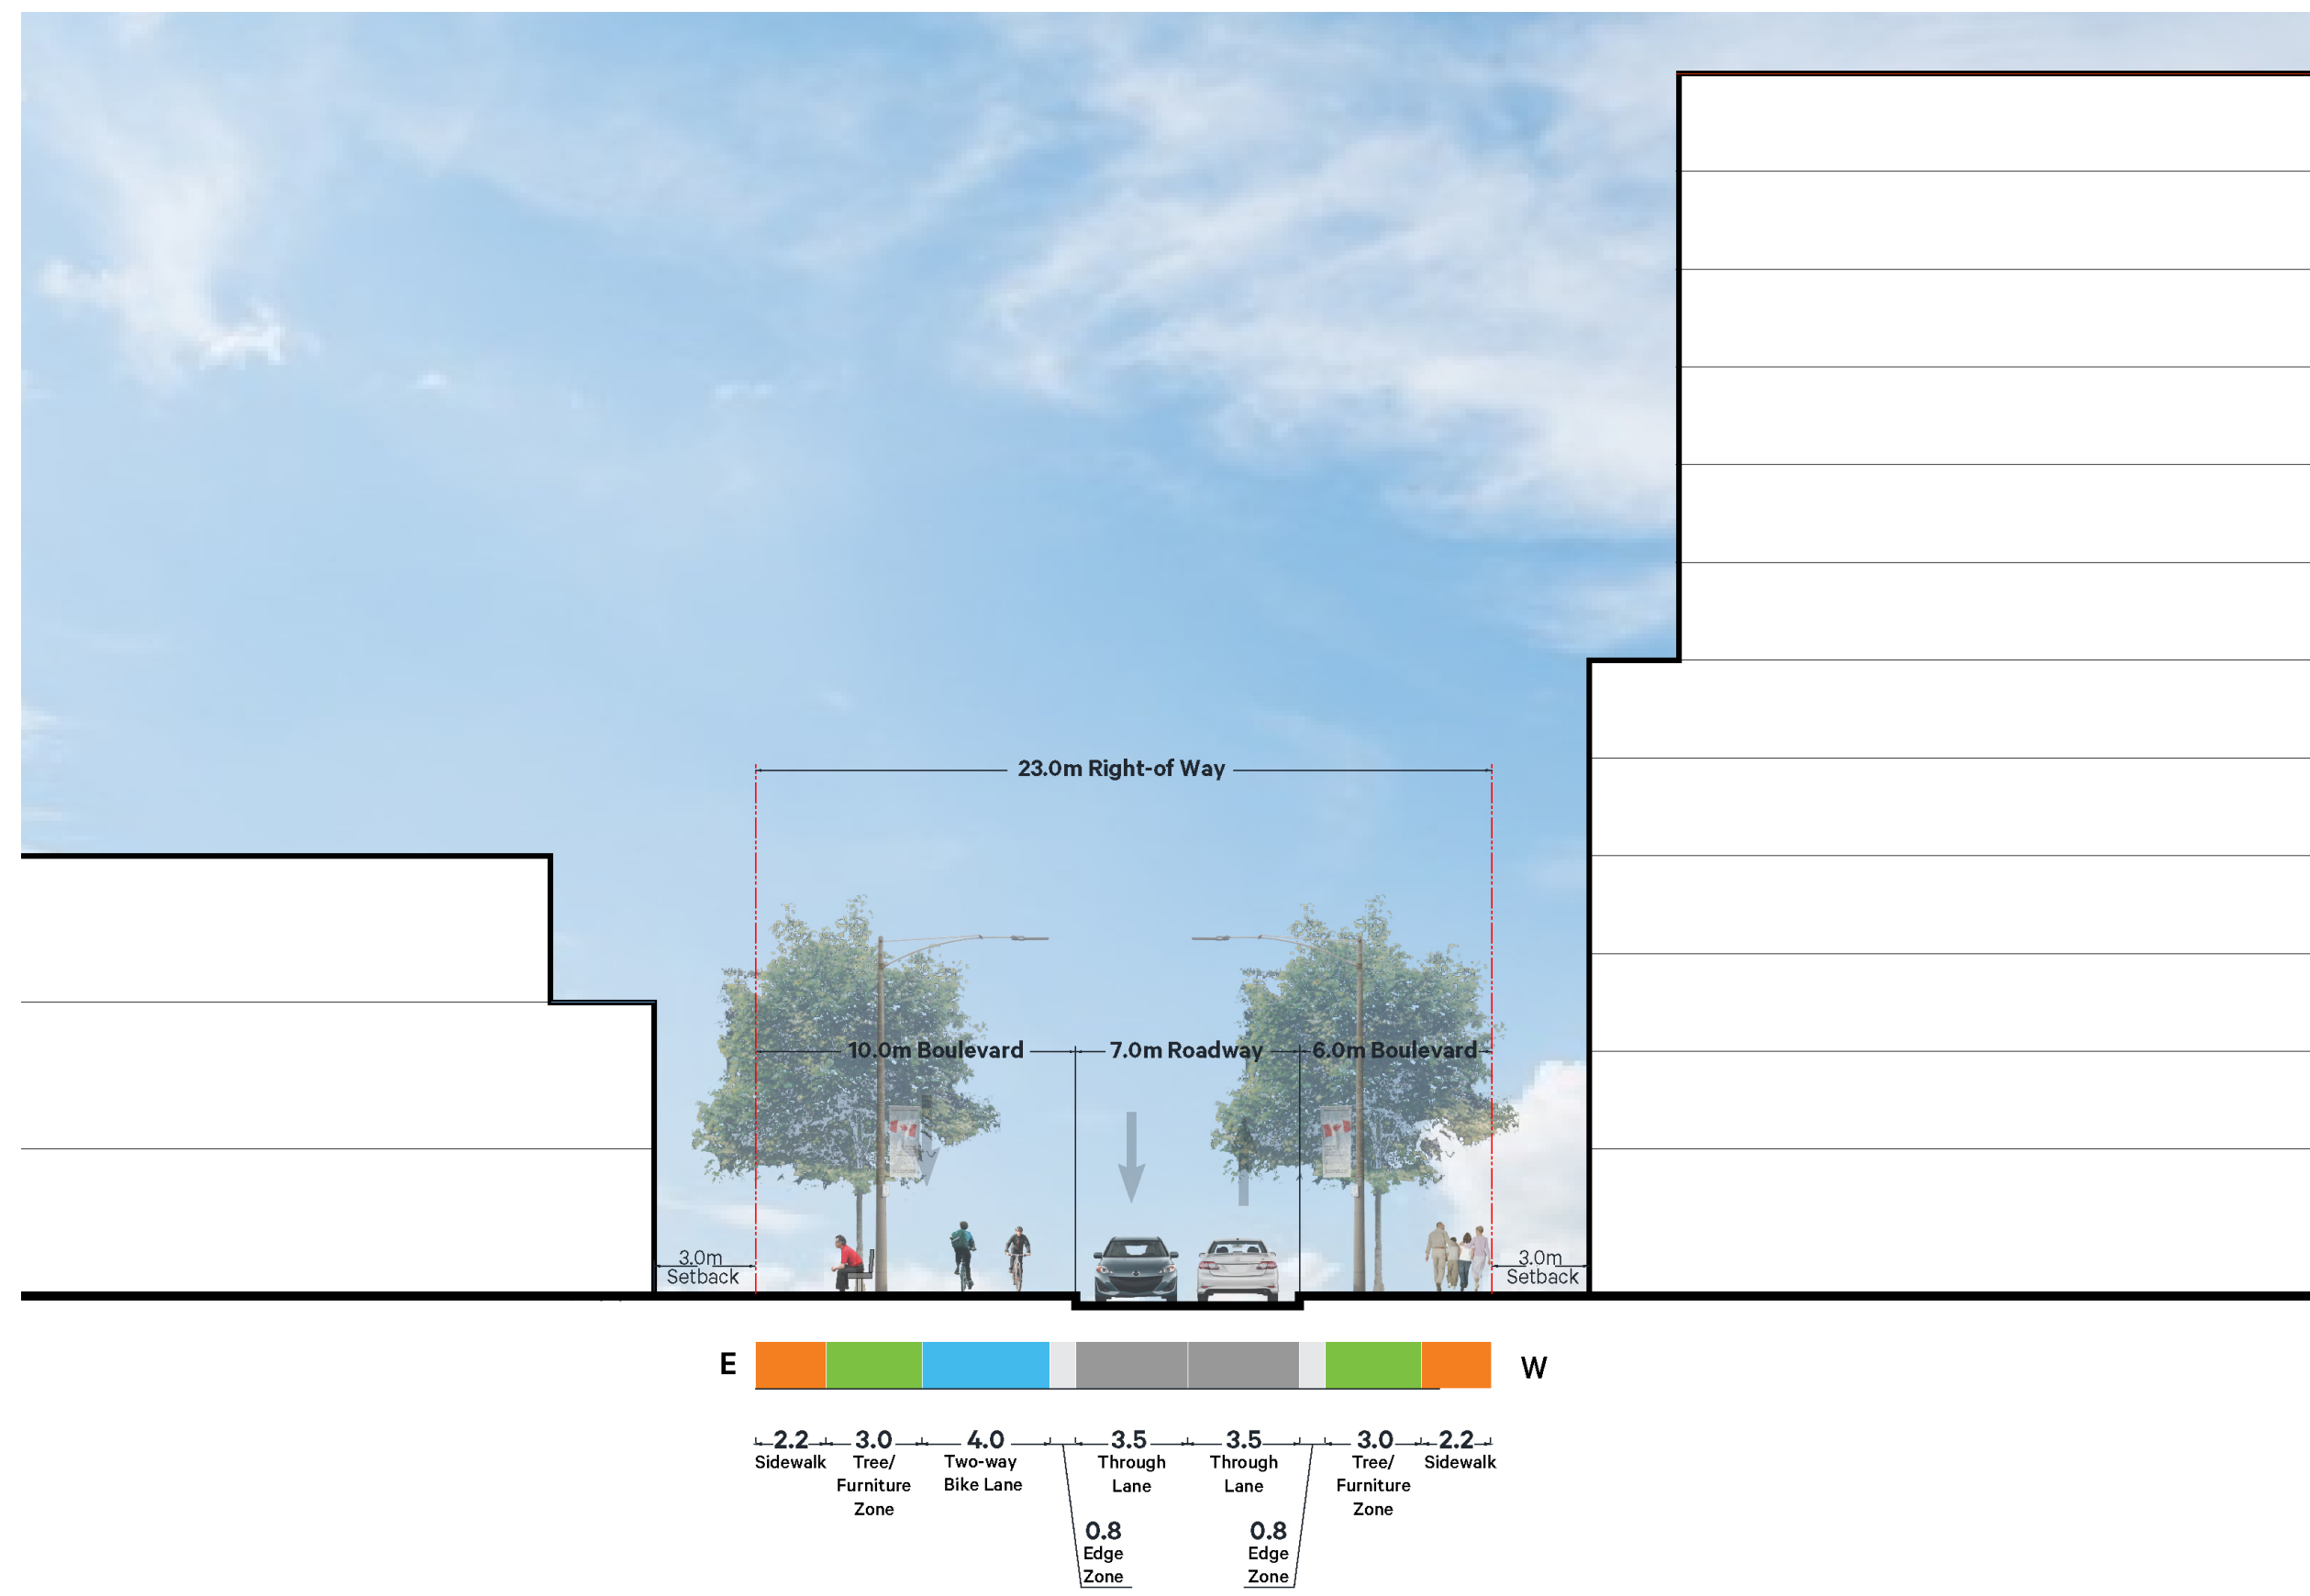 23.0m Right-of Way
10.0m Boulevard
7.0m Roadway
6.0m Boulevard
3.0m
Setback
3.0m
Setback
E
W
2.2
Sidewalk
3.0
Tree/
Furniture
Zone
4.0
Two-way
Bike Lane
0.8
Edge
Zone
3.5
Through
Lane
3.5
Through
Lane
0.8
Edge
Zone
3.0
Tree/
Furniture
Zone
2.2
Sidewalk